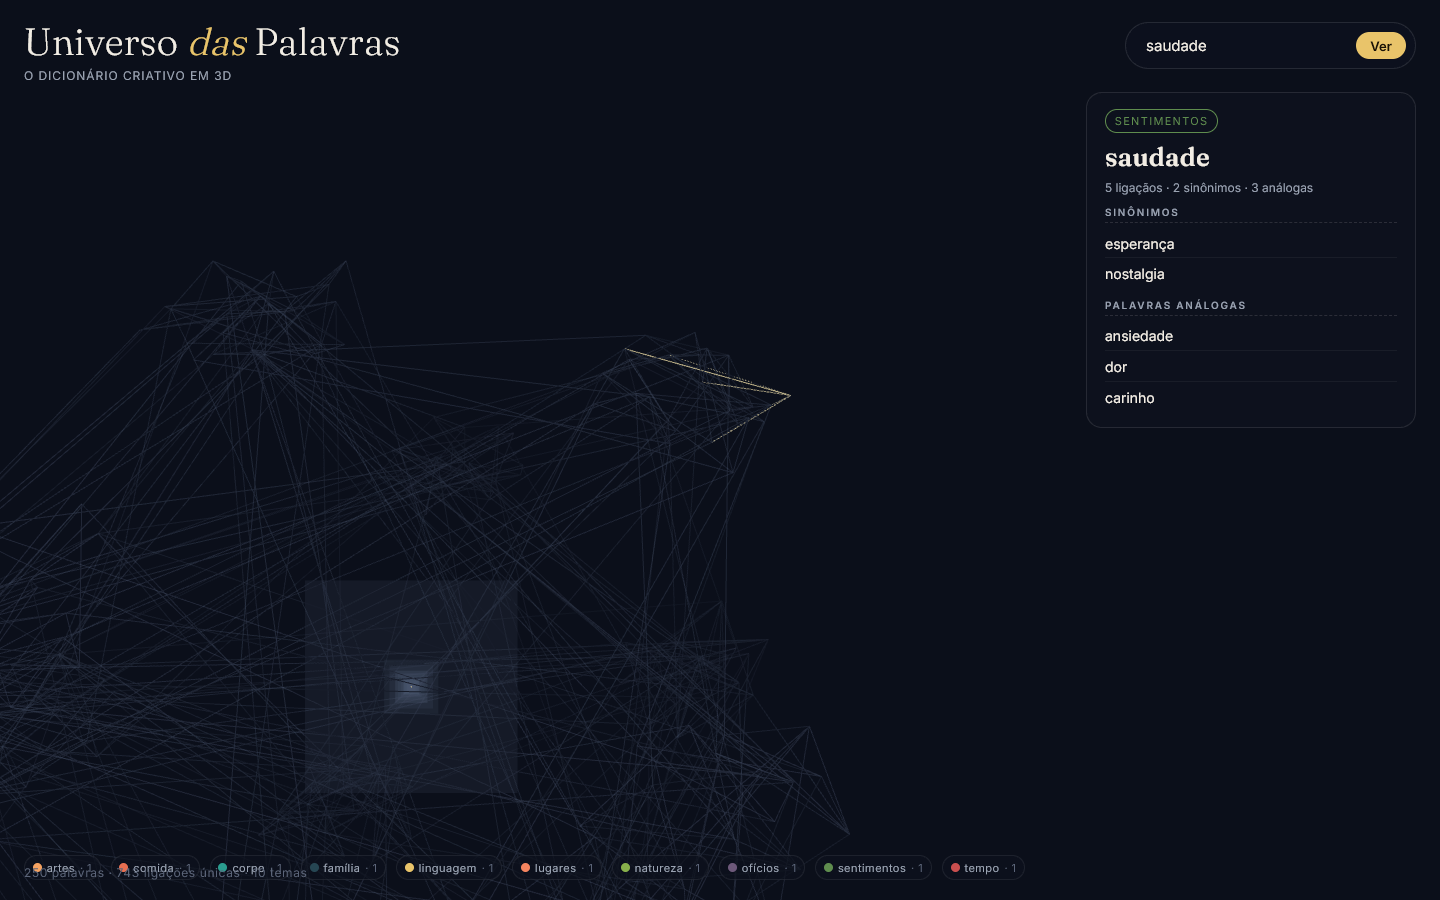 Universo das Palavras
O DICIONÁRIO CRIATIVO EM 3D
saudade
Ver
SENTIMENTOS
saudade
5 ligaçãos · 2 sinônimos · 3 análogas
SINÔNIMOS
esperança
nostalgia
PALAVRAS ANÁLOGAS
ansiedade
dor
carinho
artes · 1
comida · 1
corpo · 1
família · 1
linguagem · 1
lugares · 1
natureza · 1
ofícios · 1
sentimentos · 1
tempo · 1
palavras · 743 ligações únicas · 10 temas